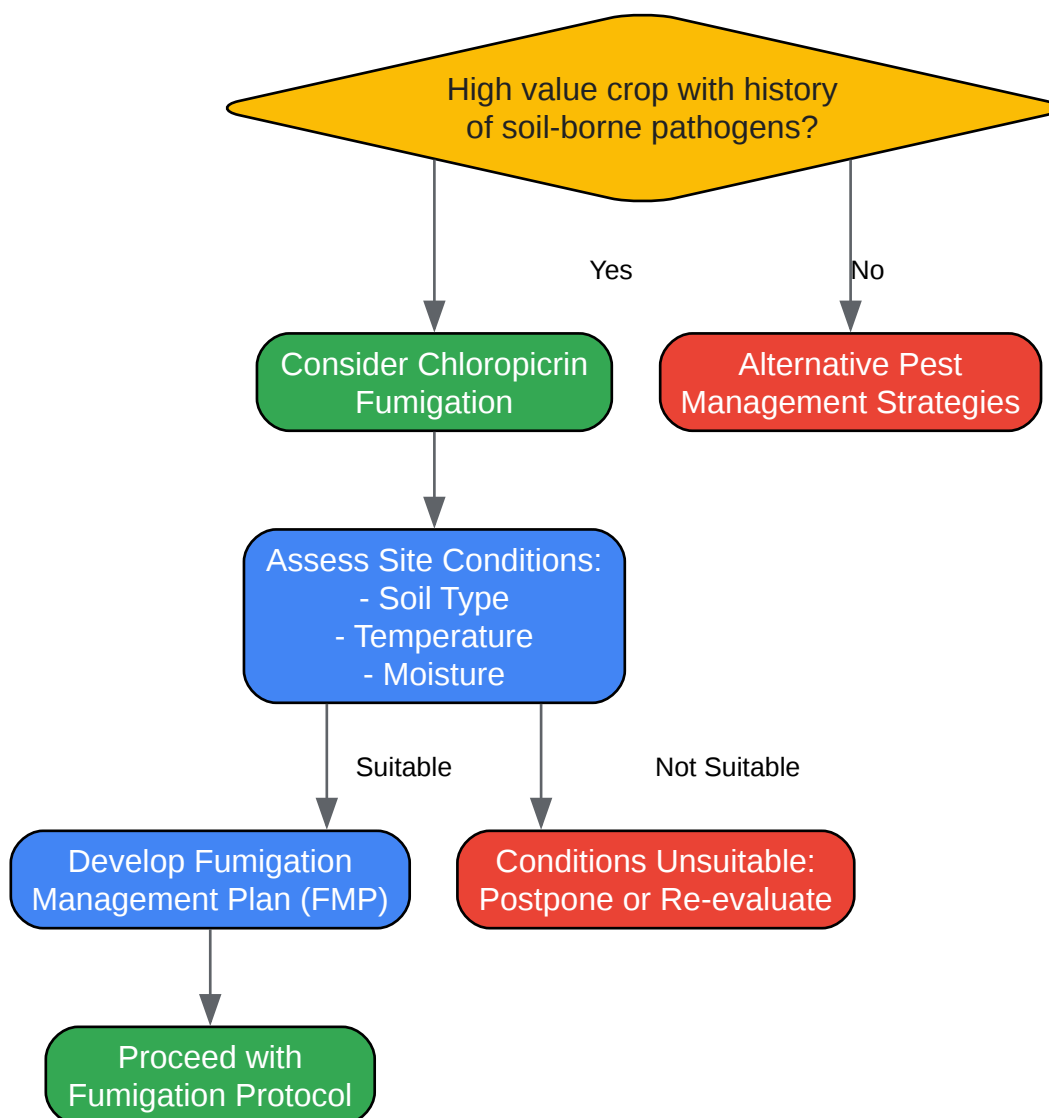 High value crop with history
of soil-borne pathogens?
Yes
No
Consider Chloropicrin
Fumigation
Alternative Pest
Management Strategies
Assess Site Conditions:
- Soil Type
- Temperature
- Moisture
Suitable
Not Suitable
Develop Fumigation
Management Plan (FMP)
Conditions Unsuitable:
Postpone or Re-evaluate
Proceed with
Fumigation Protocol